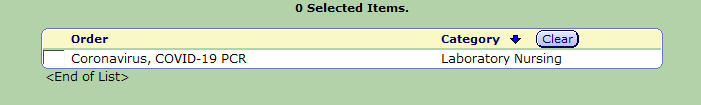 0 Selected Items.
Order Category Clear
Coronavirus, COVID-19 PCR Laboratory Nursing
<End of List>